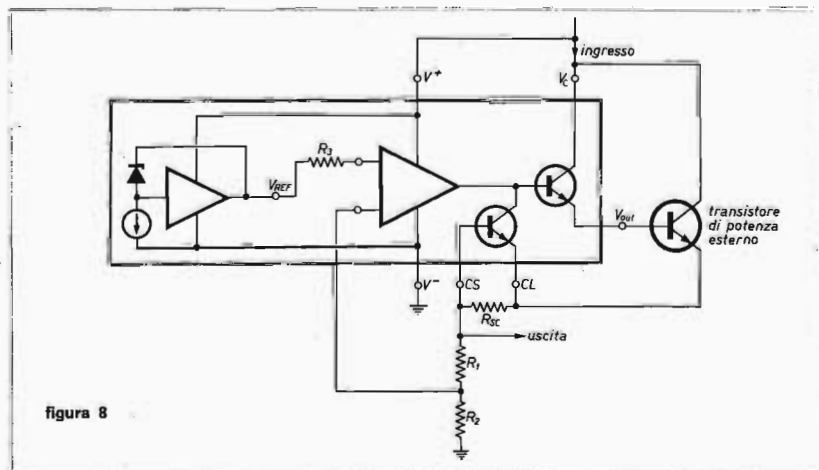 ingresso
V+
VC
R3
VREF
Vout
transistore
di potenza
esterno
V-
CS
CL
RSC
uscita
R1
R2
figura 8